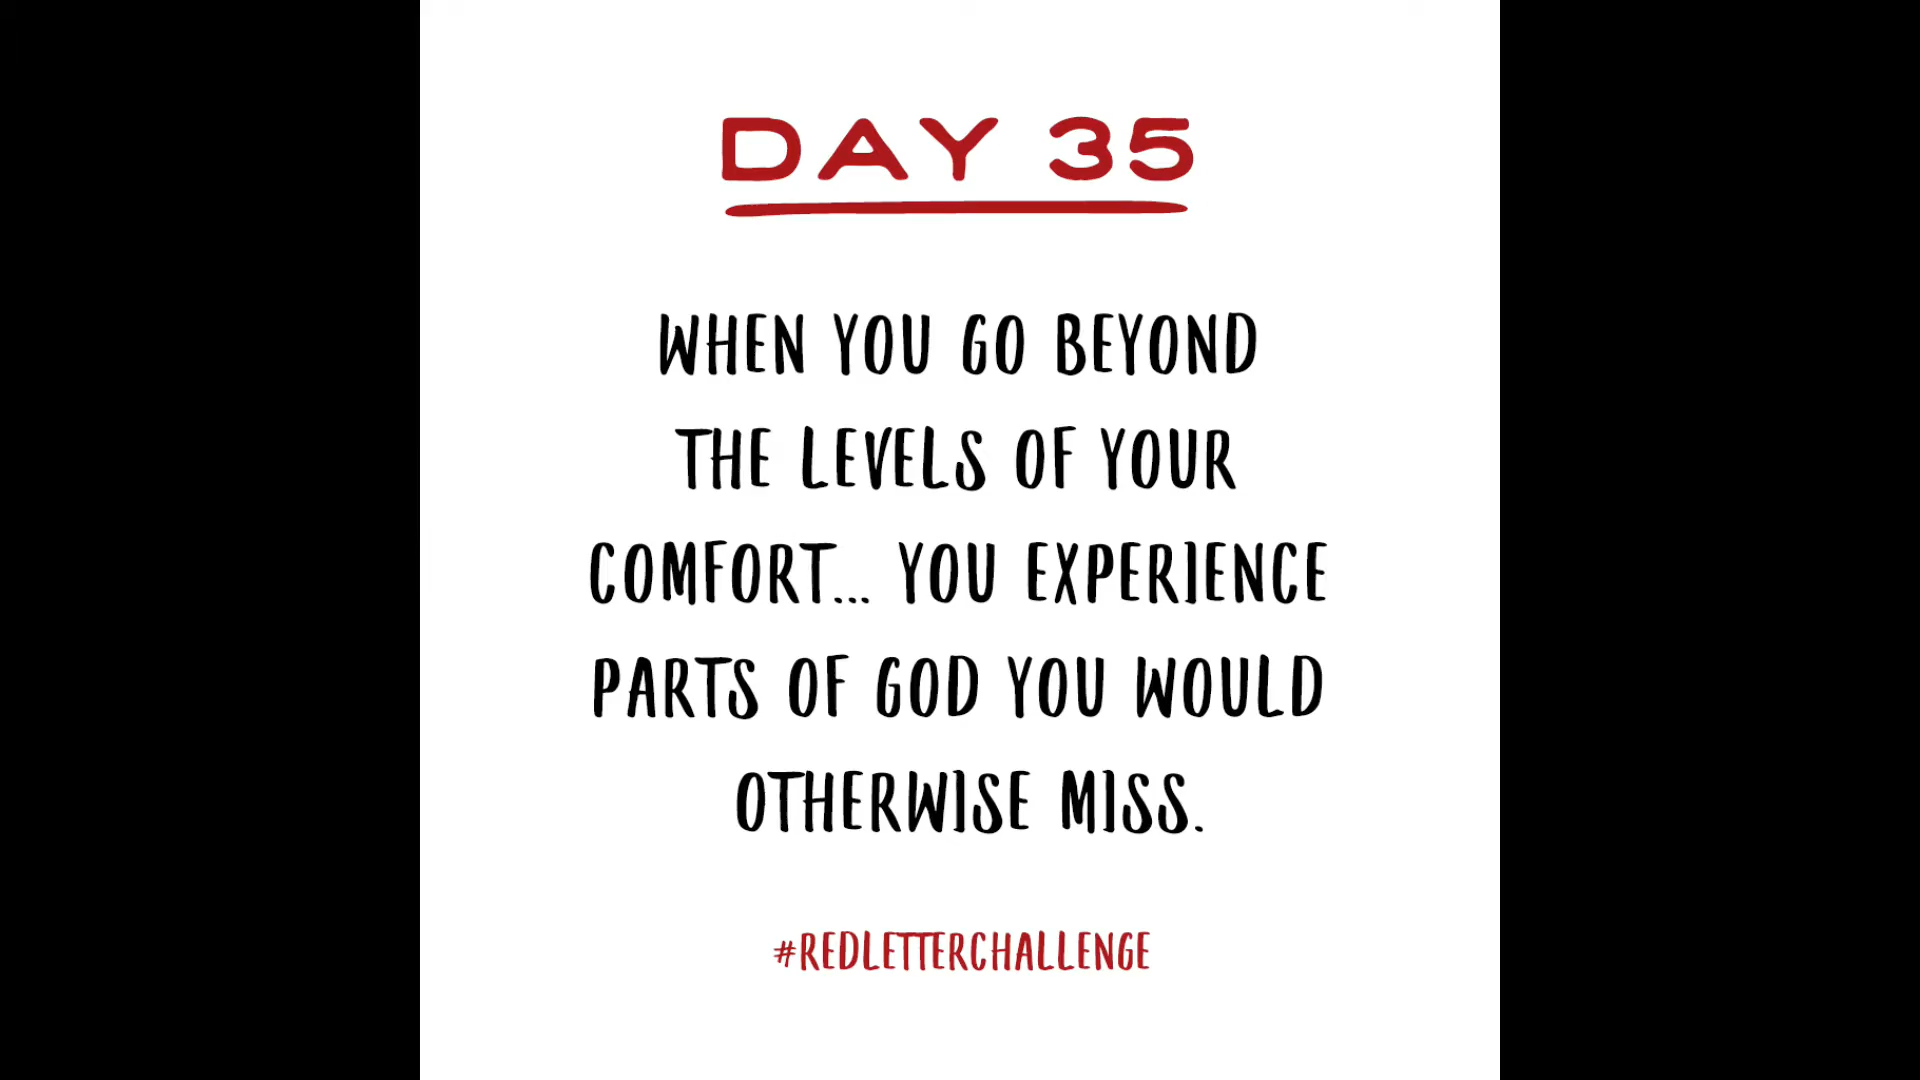 DAY 35
WHEN YOU GO BEYOND
THE LEVELS OF YOUR
COMFORT... YOU EXPERIENCE
PARTS OF GOD YOU WOULD
OTHERWISE MISS.
#REDLETTERCHALLENGE